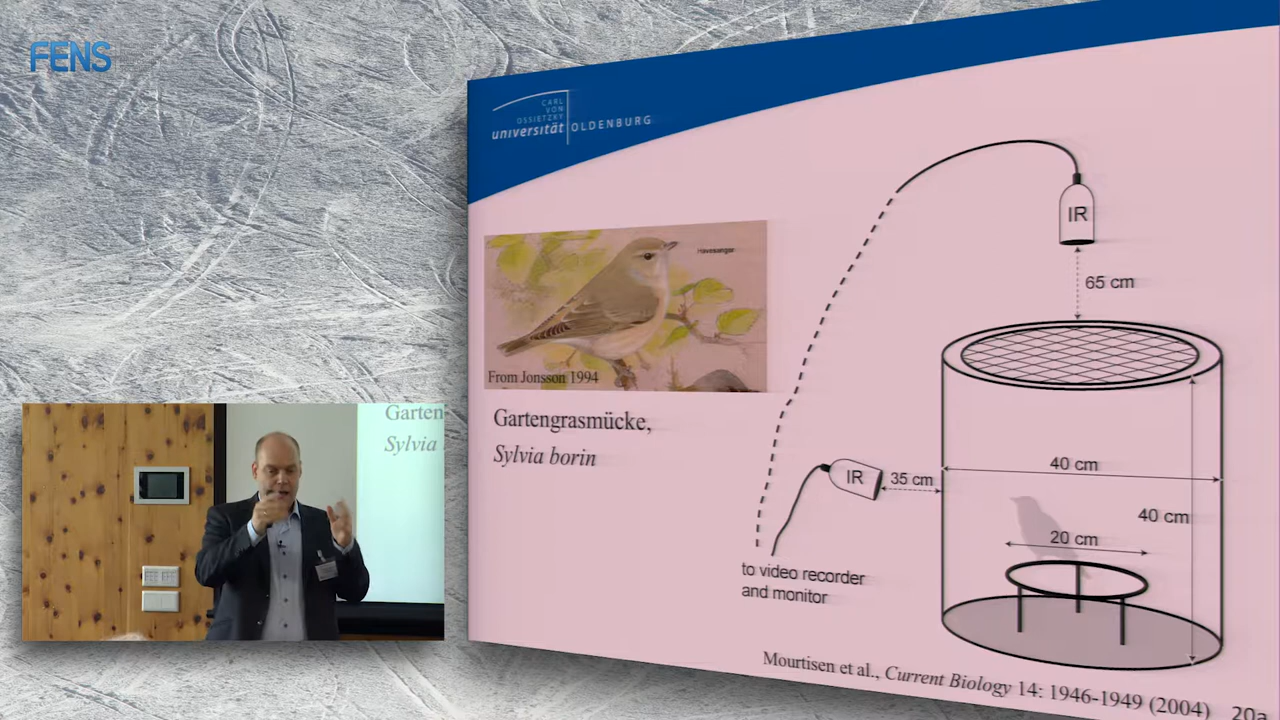 FENS
CARL
VON
OSSIETZKY
universität OLDENBURG
IR
65 cm
Havesanger
From Jonsson 1994
Gartengrasmücke,
Sylvia borin
IR
35 cm
40 cm
40 cm
20 cm
to video recorder
and monitor
Mourtisen et al., Current Biology 14: 1946-1949 (2004)
20a
Garten
Sylvia